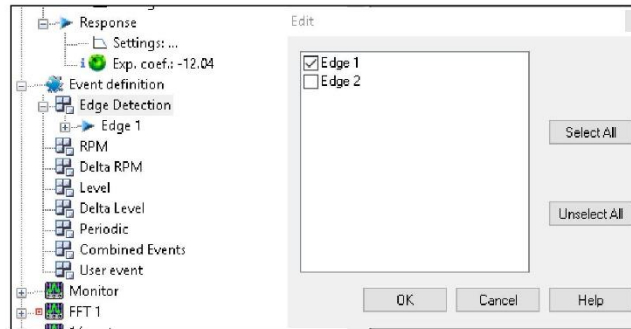 Response
Settings: ...
i Exp. coef.: -12.04
Event definition
Edge Detection
Edge 1
RPM
Delta RPM
Level
Delta Level
Periodic
Combined Events
User event
Monitor
FFT 1
Edit
Edge 1
Edge 2
Select All
Unselect All
OK
Cancel
Help